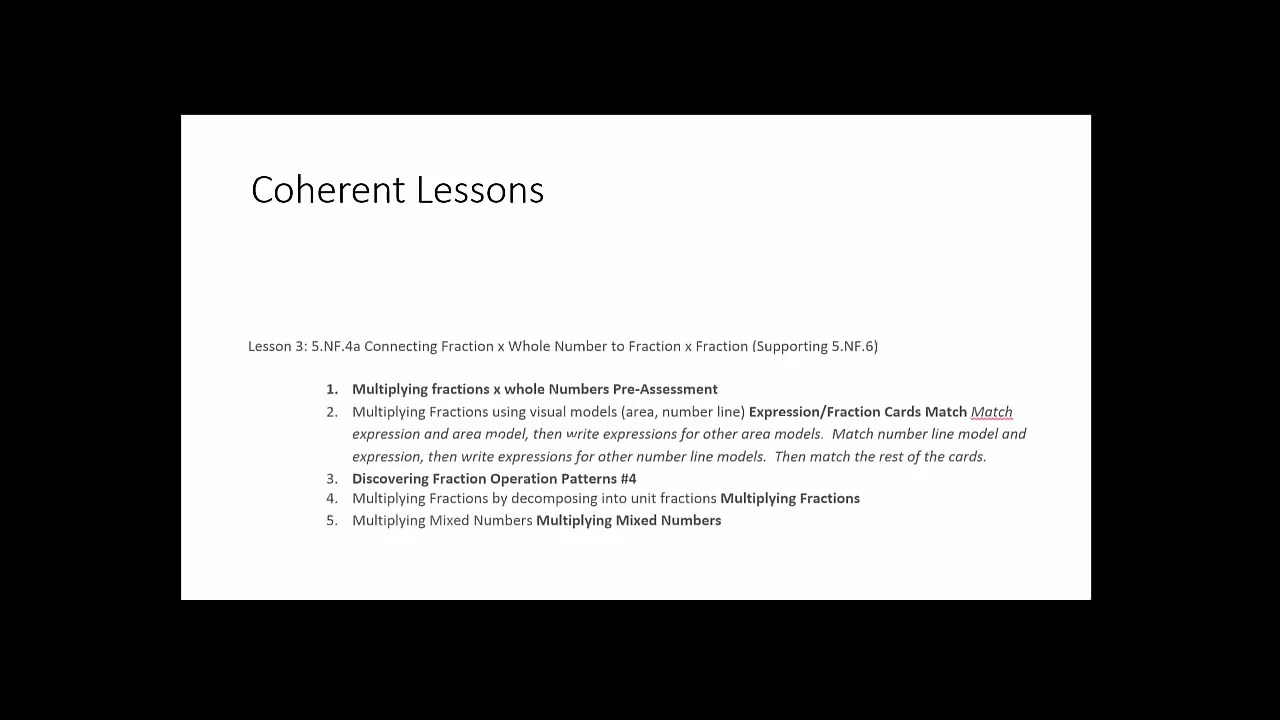 Coherent Lessons
Lesson 3: 5.NF.4a Connecting Fraction x Whole Number to Fraction x Fraction (Supporting 5.NF.6)
1. Multiplying fractions x whole Numbers Pre-Assessment
2. Multiplying Fractions using visual models (area, number line) Expression/Fraction Cards Match Match
expression and area model, then write expressions for other area models. Match number line model and
expression, then write expressions for other number line models. Then match the rest of the cards.
3. Discovering Fraction Operation Patterns #4
4. Multiplying Fractions by decomposing into unit fractions Multiplying Fractions
5. Multiplying Mixed Numbers Multiplying Mixed Numbers